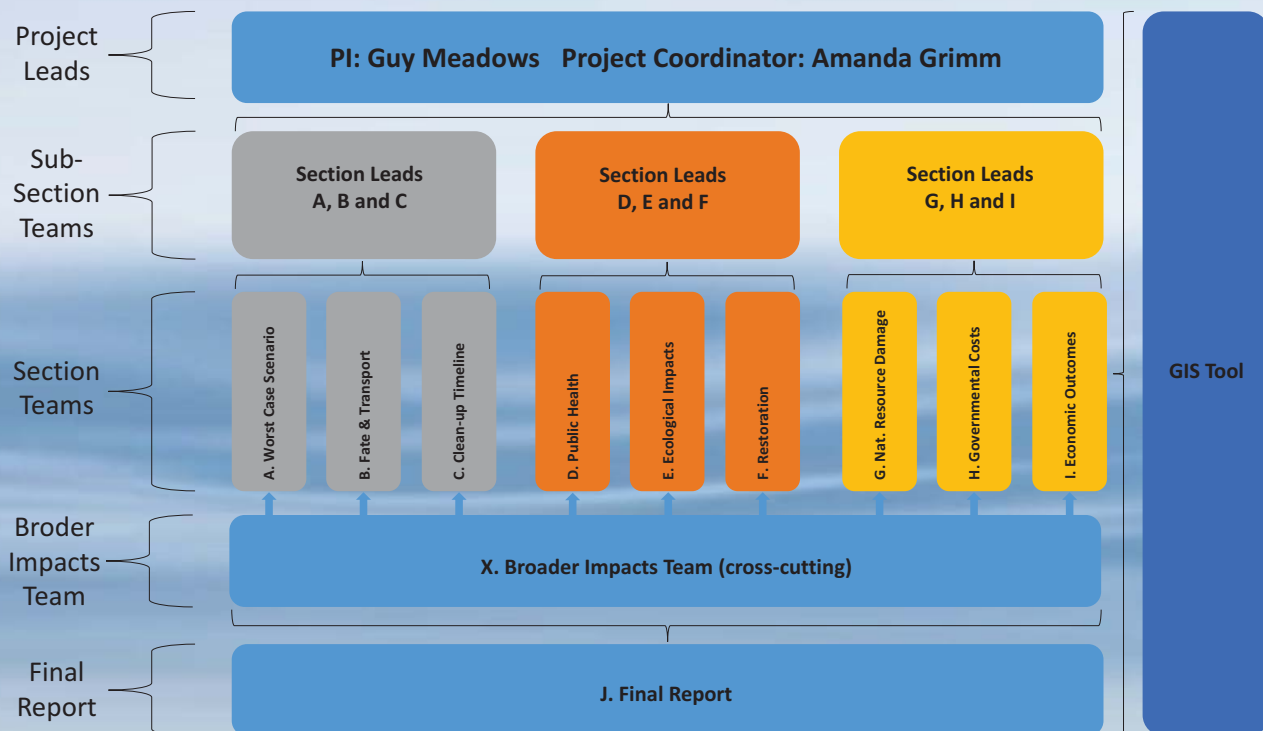 Project
Leads
PI: Guy Meadows   Project Coordinator: Amanda Grimm
Sub-
Section
Teams
Section Leads
A, B and C
Section Leads
D, E and F
Section Leads
G, H and I
Section
Teams
A. Worst Case Scenario
B. Fate & Transport
C. Clean-up Timeline
D. Public Health
E. Ecological Impacts
F. Restoration
G. Nat. Resource Damage
H. Governmental Costs
I. Economic Outcomes
GIS Tool
Broder
Impacts
Team
X. Broader Impacts Team (cross-cutting)
Final
Report
J. Final Report